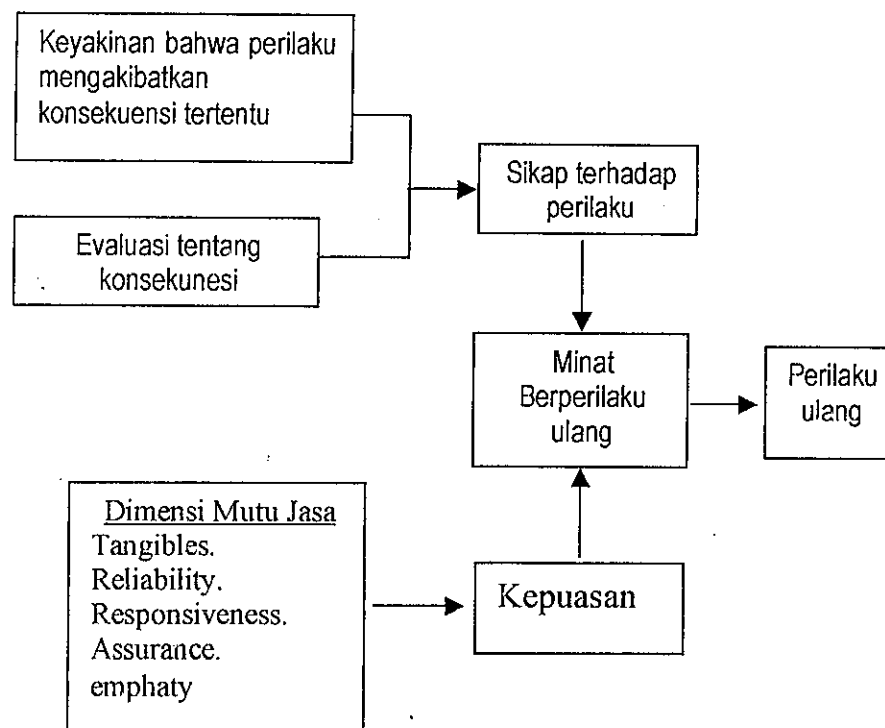 Keyakinan bahwa perilaku
mengakibatkan
konsekuensi tertentu
Sikap terhadap
perilaku
Evaluasi tentang
konsekunesi
Minat
Berperilaku
ulang
Perilaku
ulang
Dimensi Mutu Jasa
Tangibles.
Reliability.
Responsiveness.
Assurance.
emphaty
Kepuasan